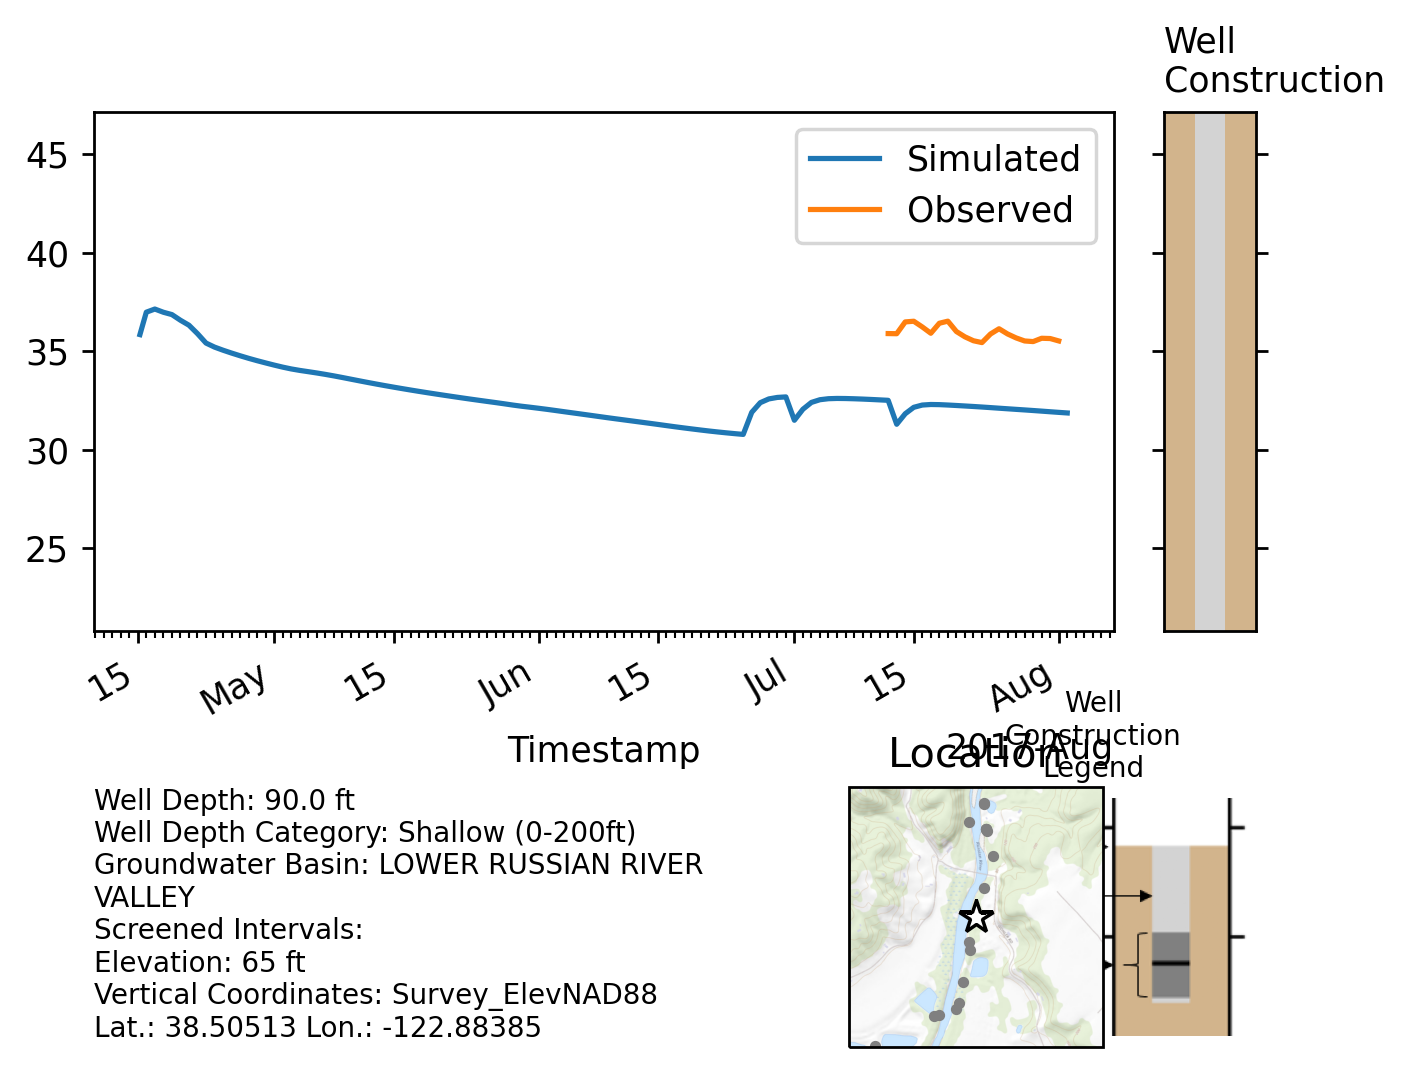 Well
Construction
45
40
35
30
25
Simulated
Observed
15
May
15
Jun
15
Jul
15
Aug
Timestamp
2017-Aug
Well Depth: 90.0 ft
Well Depth Category: Shallow (0-200ft)
Groundwater Basin: LOWER RUSSIAN RIVER
VALLEY
Screened Intervals:
Elevation: 65 ft
Vertical Coordinates: Survey_ElevNAD88
Lat.: 38.50513 Lon.: -122.88385
Location
Well
Construction
Legend